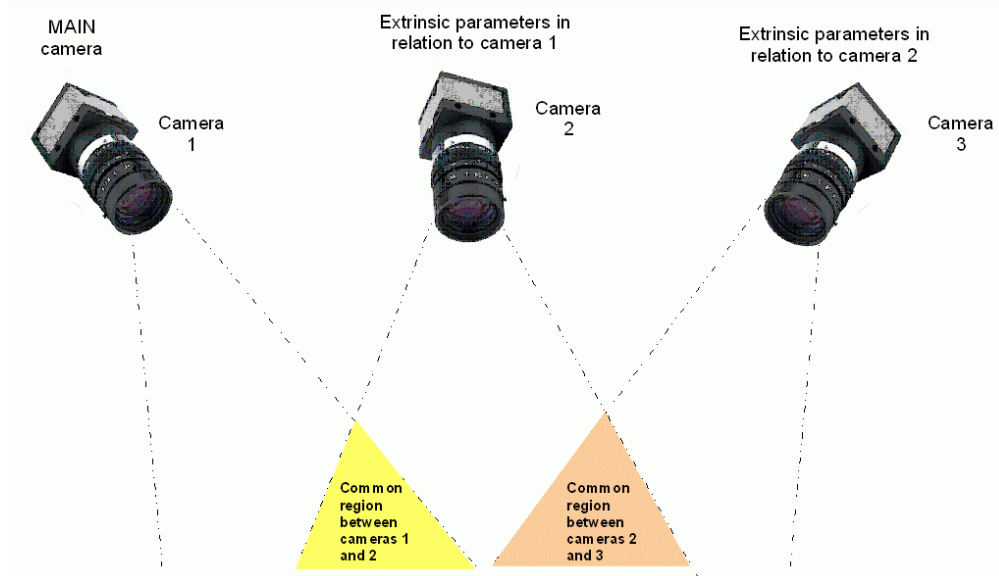 MAIN
camera
Extrinsic parameters in
relation to camera 1
Extrinsic parameters in
relation to camera 2
Camera
1
Camera
2
Camera
3
Common
region
between
cameras 1
and 2
Common
region
between
cameras 2
and 3